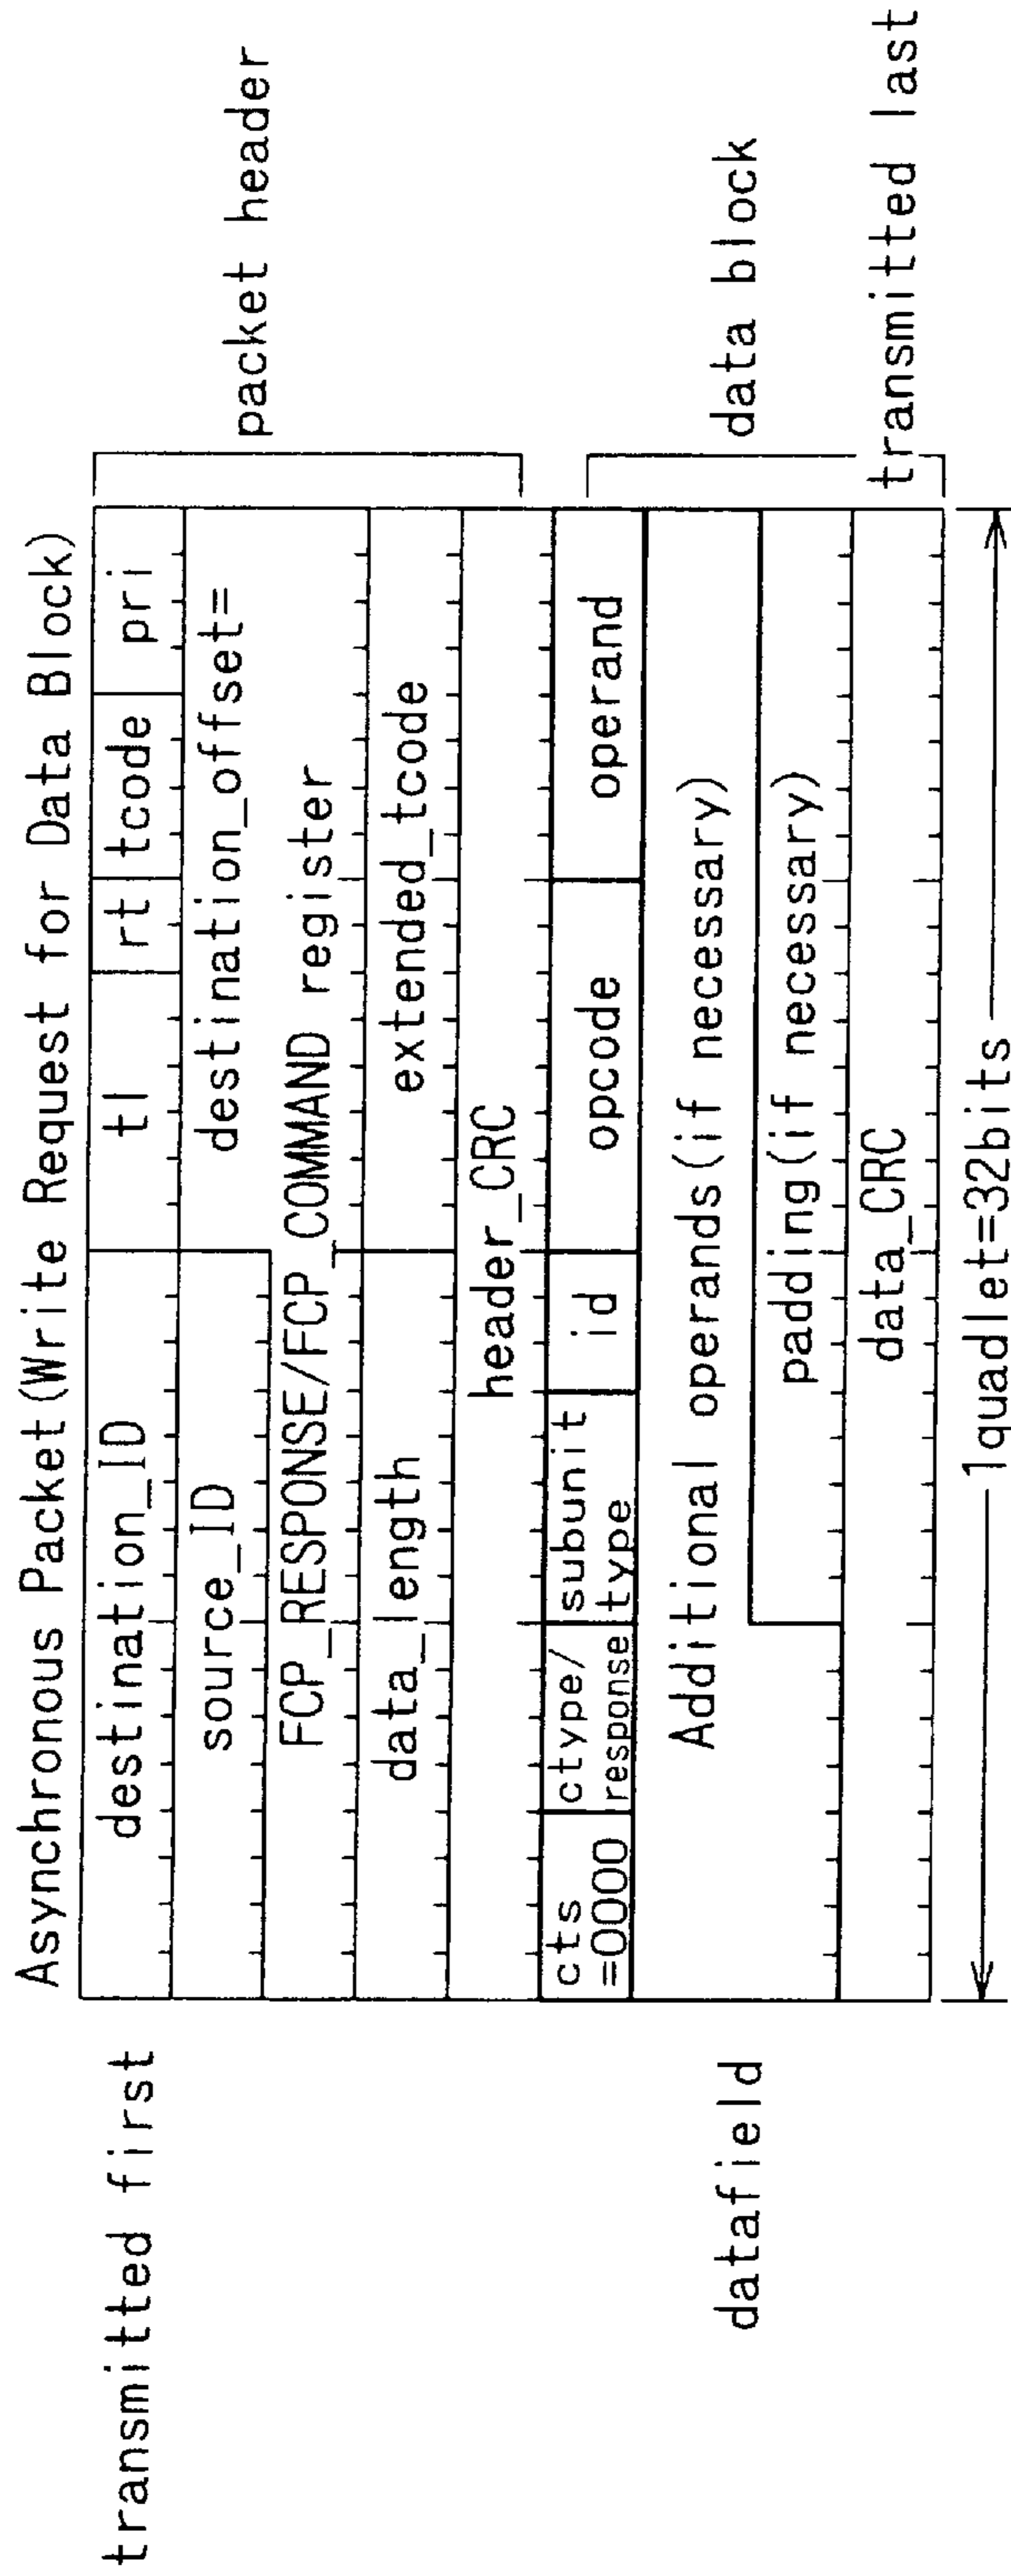 Asynchronous Packet(Write Request for Data Block)
transmitted first
destination_ID tl rt tcode pri
source_ID destination_offset=
packet header
FCP_RESPONSE/FCP_COMMAND register
data_length extended_tcode
header_CRC
cts
=0000
ctype/
response
subunit
type
id opcode operand
datafield
Additional operands(if necessary)
data block
padding(if necessary)
data_CRC
transmitted last
1quadlet=32bits